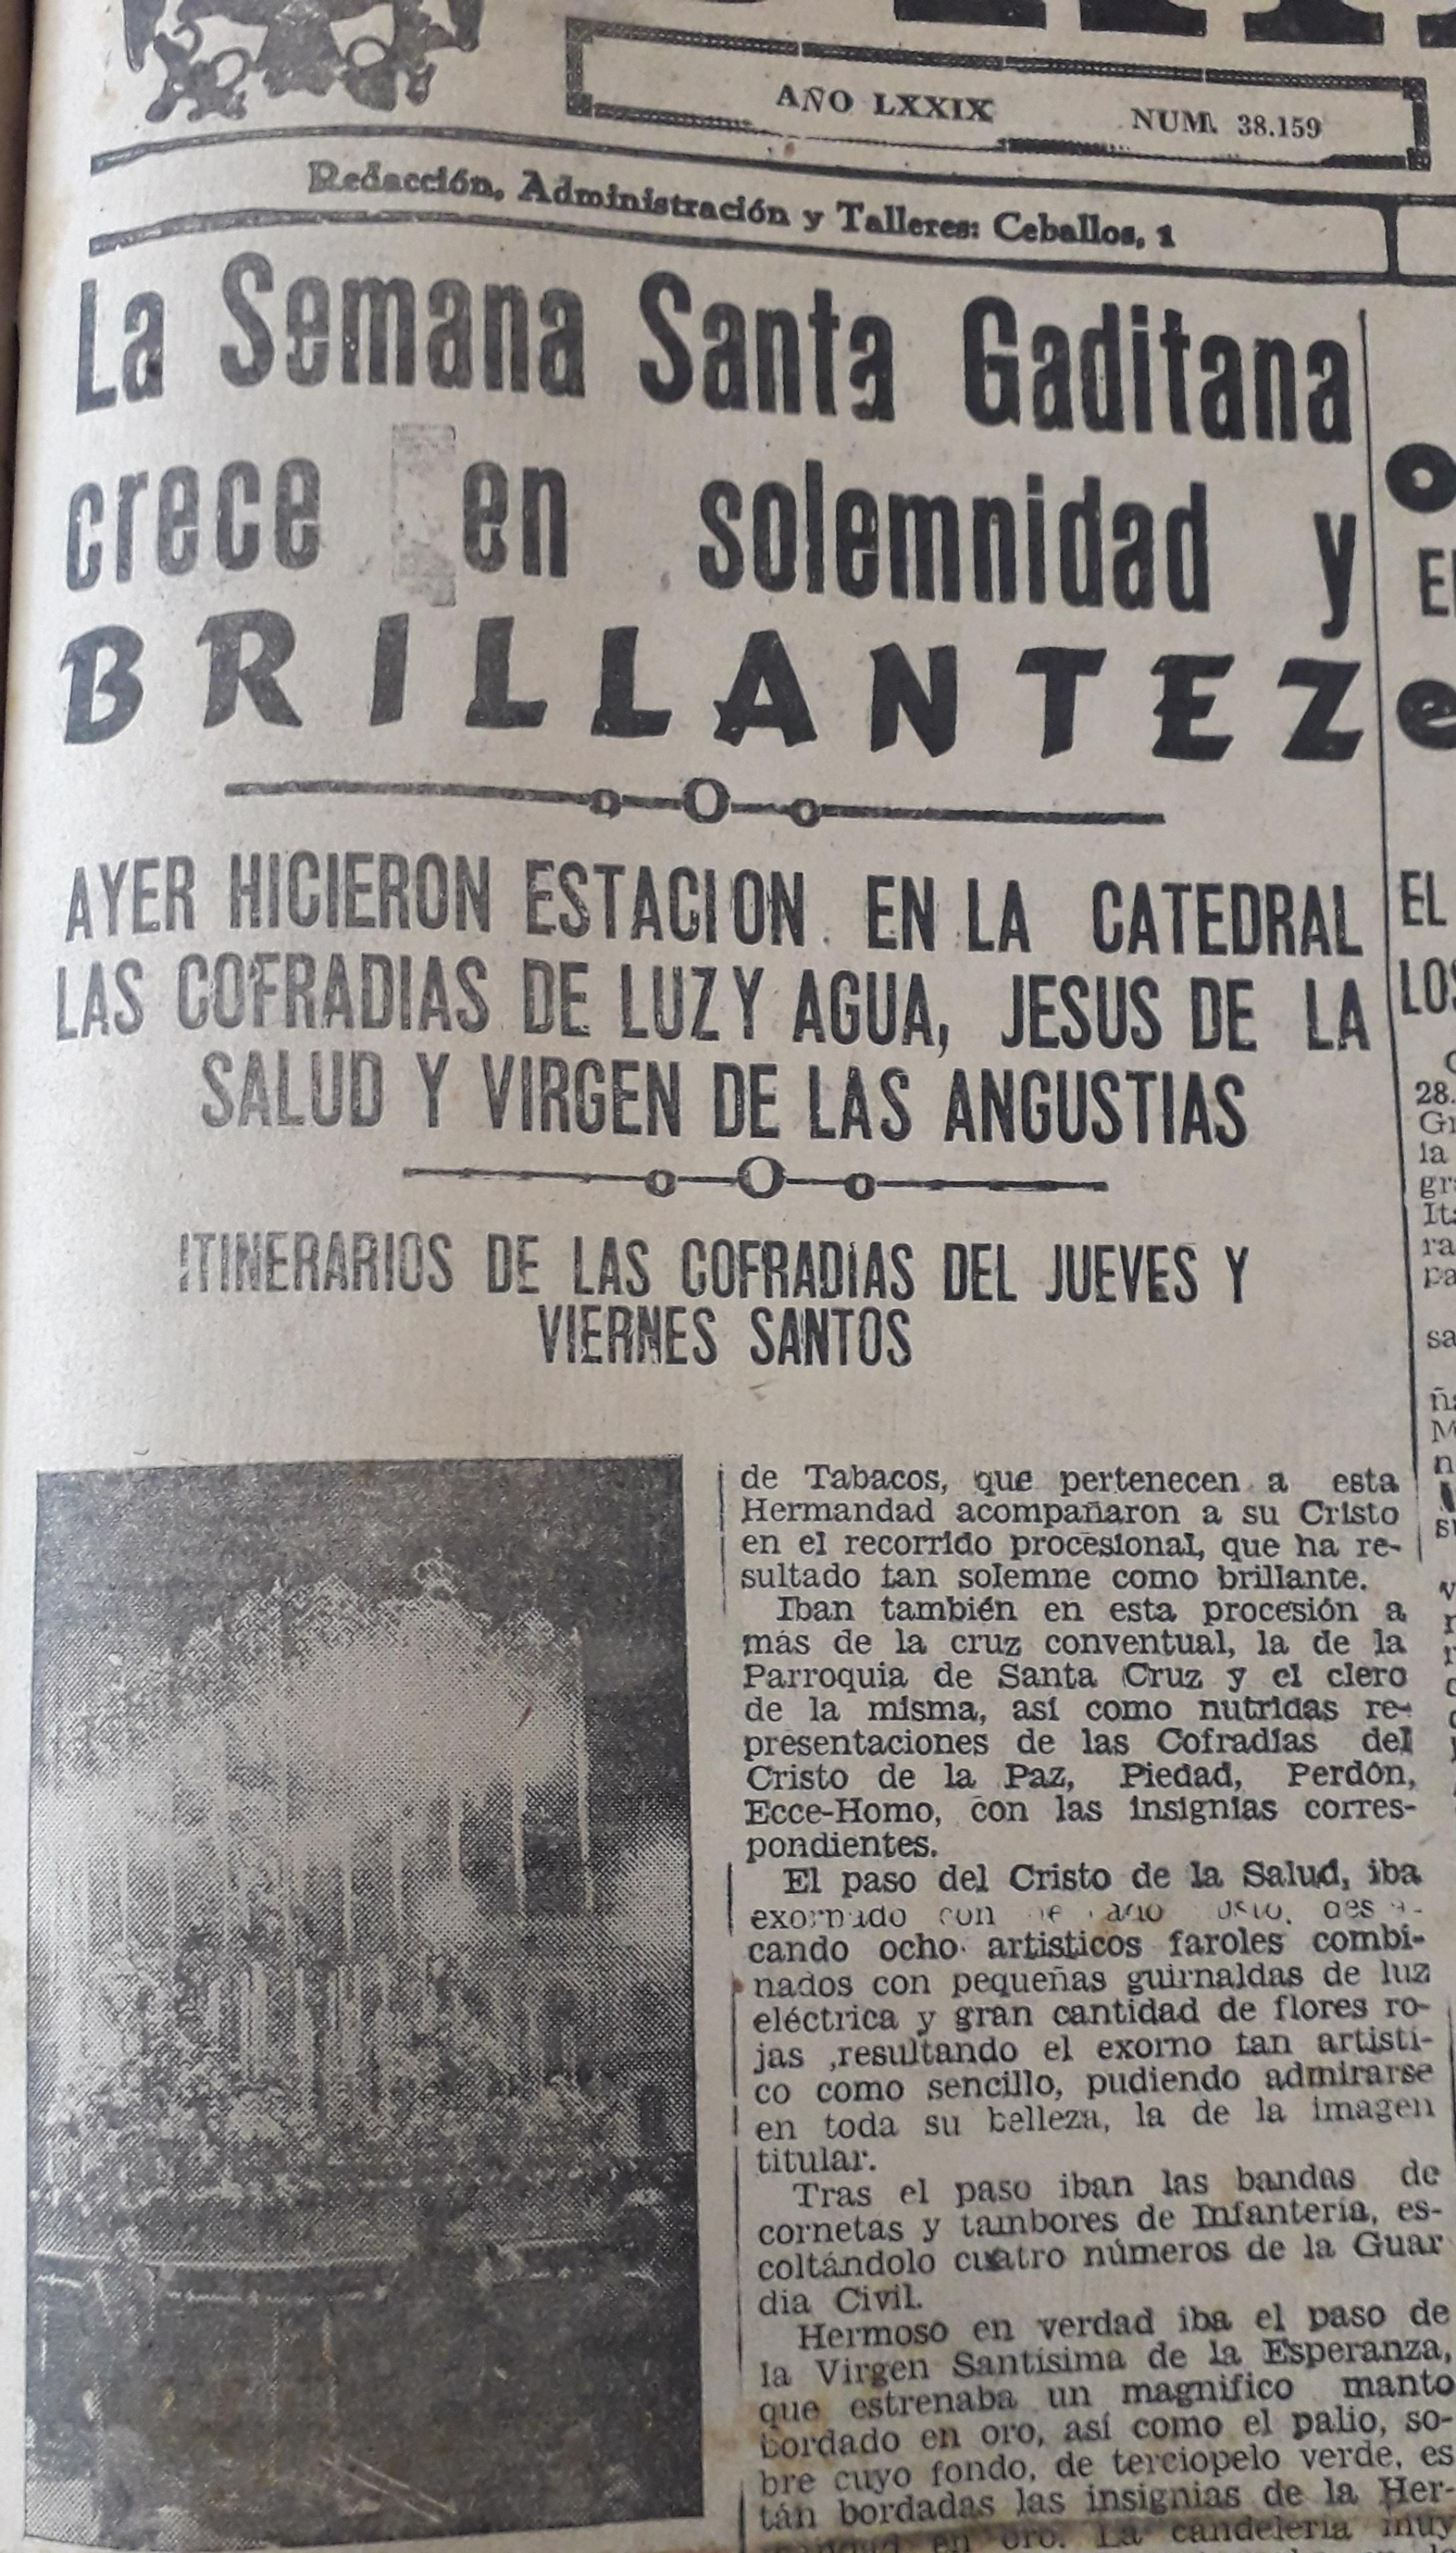 AÑO LXXIX NUM. 38.159
Redacción, Administración y Talleres: Ceballos, 1
La Semana Santa Gaditana
crece en solemnidad y
BRILLANTEZ
AYER HICIERON ESTACION EN LA CATEDRAL
LAS COFRADIAS DE LUZ Y AGUA, JESUS DE LA
SALUD Y VIRGEN DE LAS ANGUSTIAS
ITINERARIOS DE LAS COFRADIAS DEL JUEVES Y
VIERNES SANTOS
de Tabacos, que pertenecen a esta
Hermandad acompañaron a su Cristo
en el recorrido procesional, que ha re-
sultado tan solemne como brillante.
Iban también en esta procesión a
más de la cruz conventual, la de la
Parroquia de Santa Cruz y el clero
de la misma, así como nutridas re-
presentaciones de las Cofradías del
Cristo de la Paz, Piedad, Perdón,
Ecce-Homo, con las insignias corres-
pondientes.
El paso del Cristo de la Salud, iba
exornado con
cando ocho artisticos faroles combi-
nados con pequeñas guirnaldas de luz
eléctrica y gran cantidad de flores ro-
jas ,resultando el exorno tan artísti-
co como sencillo, pudiendo admirarse
en toda su belleza, la de la imagen
titular.
Tras el paso iban las bandas de
cornetas y tambores de Infantería, es-
coltándolo cuatro números de la Guar
dia Civil.
Hermoso en verdad iba el paso de
la Virgen Santísima de la Esperanza,
que estrenaba un magnífico manto
bordado en oro, así como el palio, so-
bre cuyo fondo, de terciopelo verde, es
tán bordadas las insignias de la Her-
en oro. La candelería muy
EL
LOS
28.
la